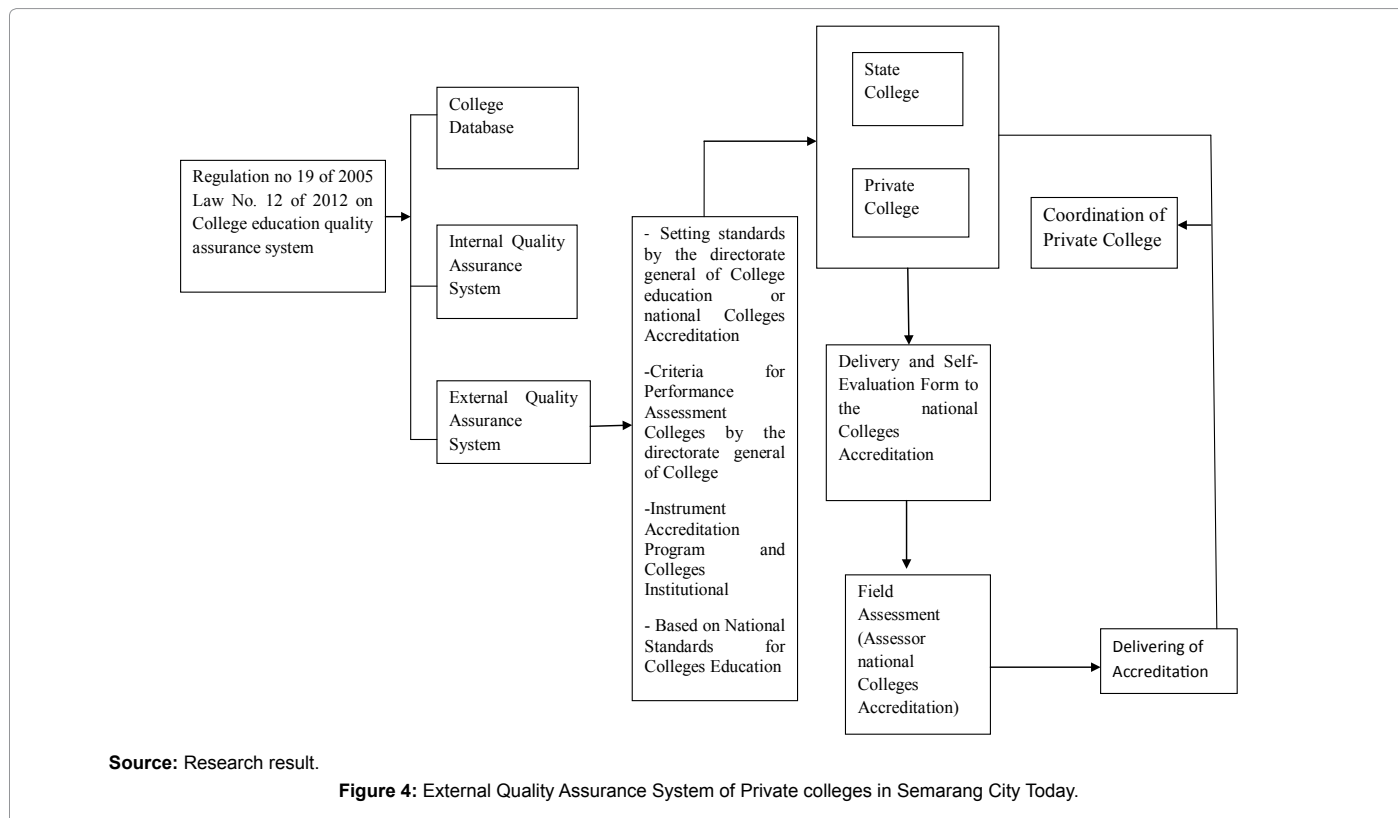 Regulation no 19 of 2005
Law No. 12 of 2012 on
College education quality
assurance system
College
Database
Internal Quality
Assurance
System
External Quality
Assurance
System
- Setting standards
by the directorate
general of College
education or
national Colleges
Accreditation
-Criteria for
Performance
Assessment
Colleges by the
directorate general
of College
-Instrument
Accreditation
Program and
Colleges
Institutional
- Based on National
Standards for
Colleges Education
State
College
Private
College
Coordination of
Private College
Delivery and Self-
Evaluation Form to
the national
Colleges
Accreditation
Field
Assessment
(Assessor
national
Colleges
Accreditation)
Delivering of
Accreditation
Source: Research result.
Figure 4: External Quality Assurance System of Private colleges in Semarang City Today.